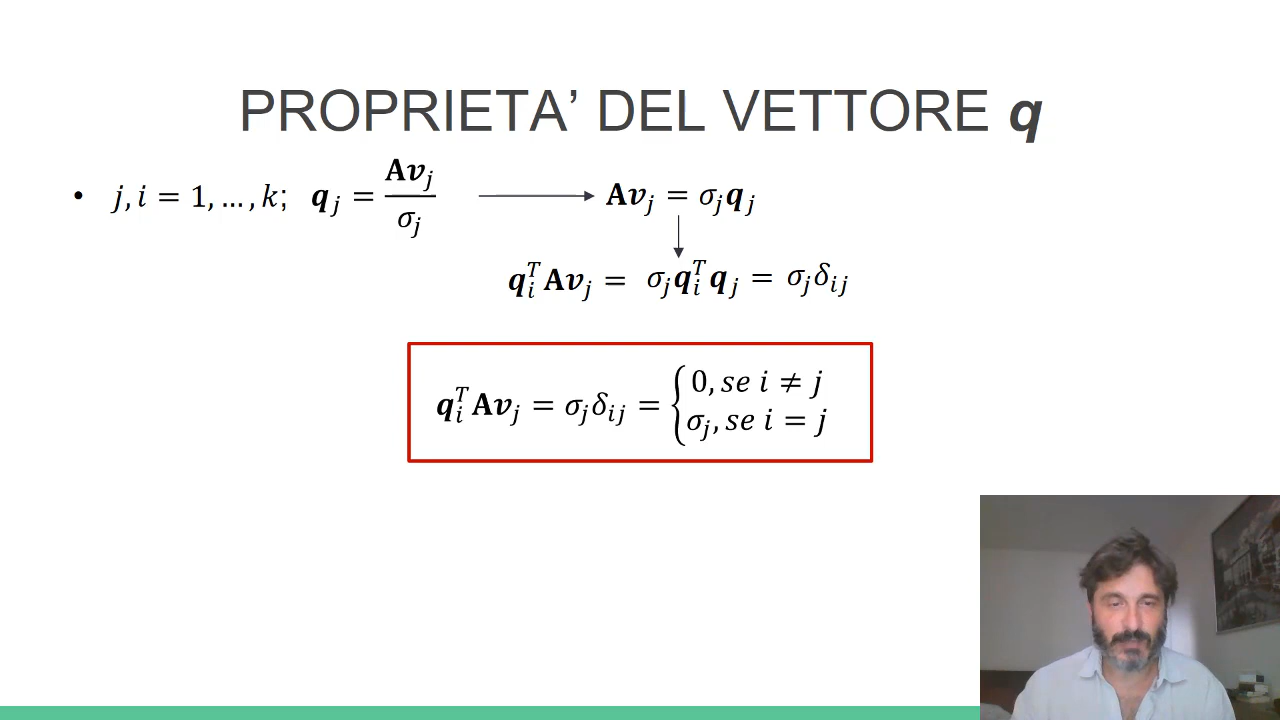 PROPRIETA’ DEL VETTORE q
• j, i = 1, … , k; q_j = Av_j / σ_j → Av_j = σ_j q_j
q_i^T Av_j = σ_j q_i^T q_j = σ_j δ_ij
q_i^T Av_j = σ_j δ_ij = { 0, se i ≠ j
σ_j, se i = j